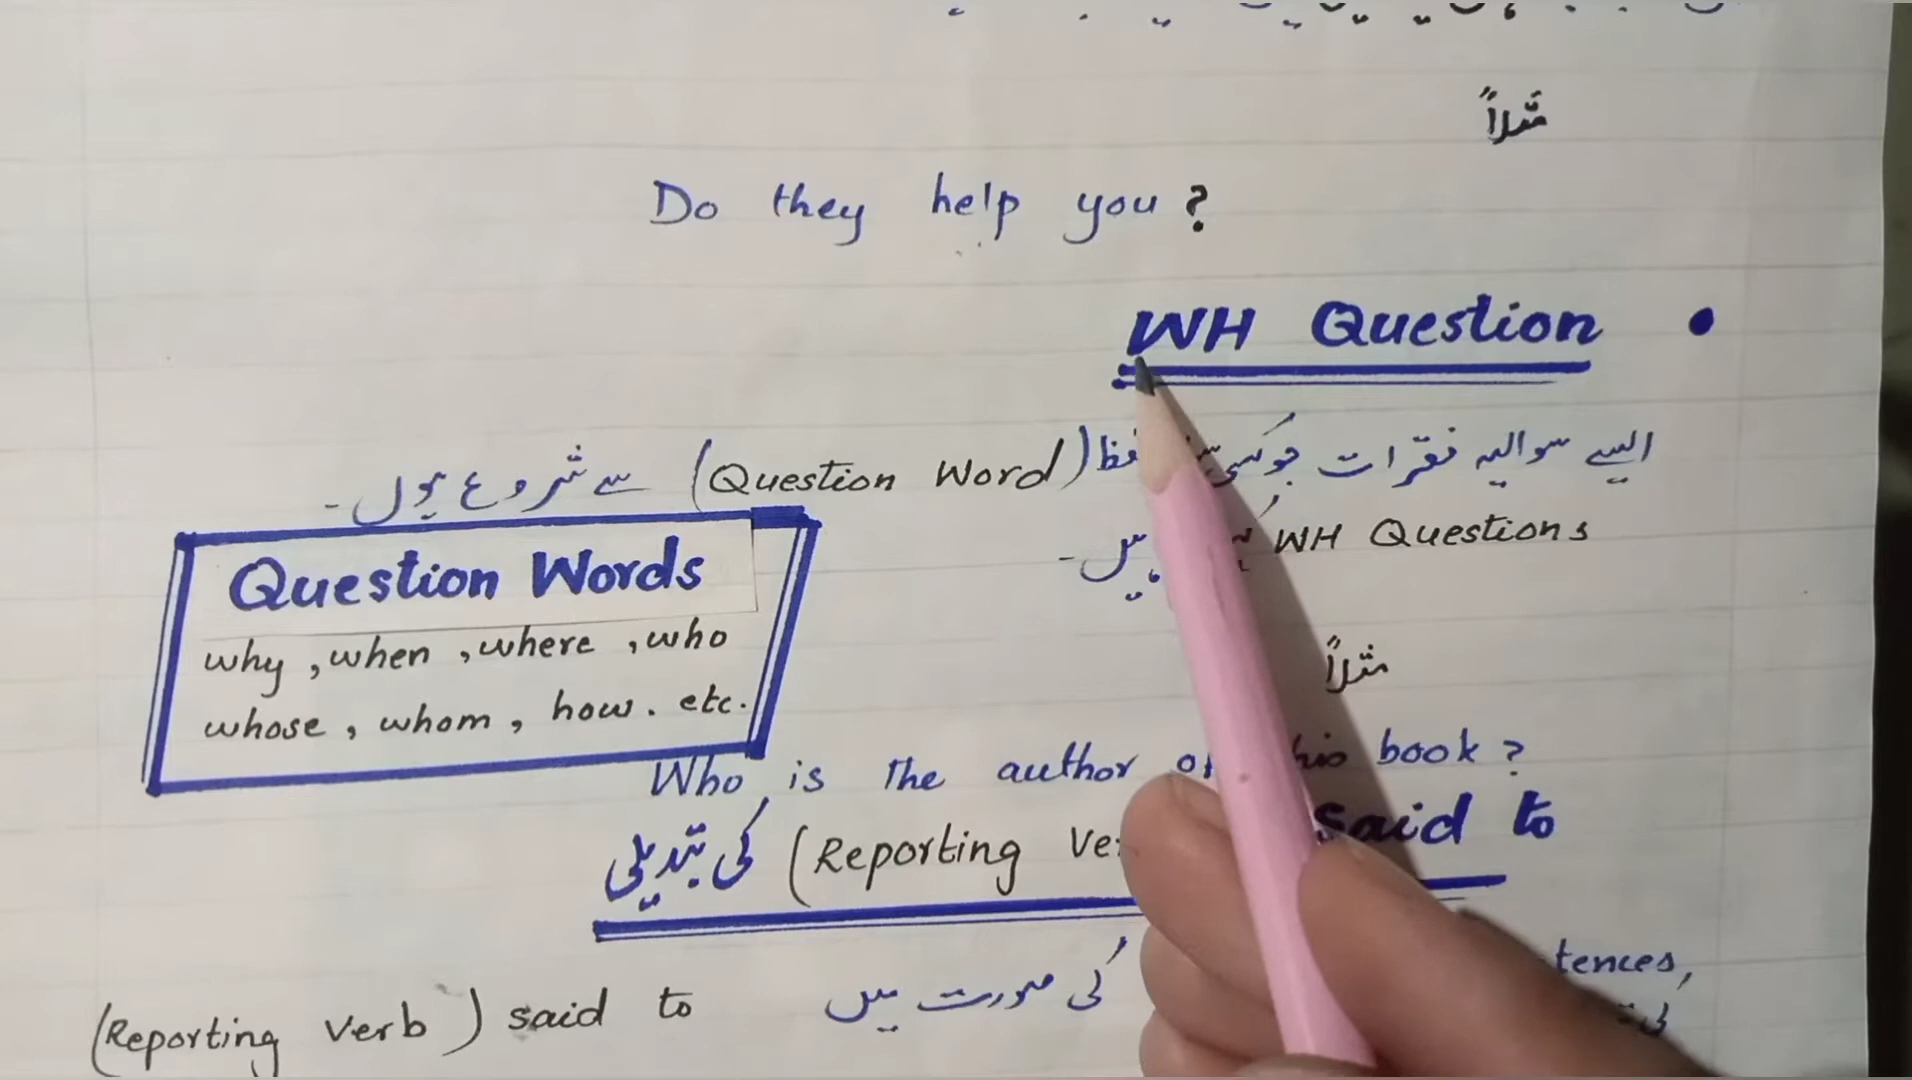 مثلاً
Do they help you?
WH Question •
ایسے سوالیہ فقرات جو کسی (Question Word) سے شروع ہوں۔
WH Questions ہیں۔
Question Words
why, when, where, who
whose, whom, how. etc.
مثلاً
Who is the author book?
said to (Reporting کی تبدیلی
کی صورت میں said to (Reporting Verb)